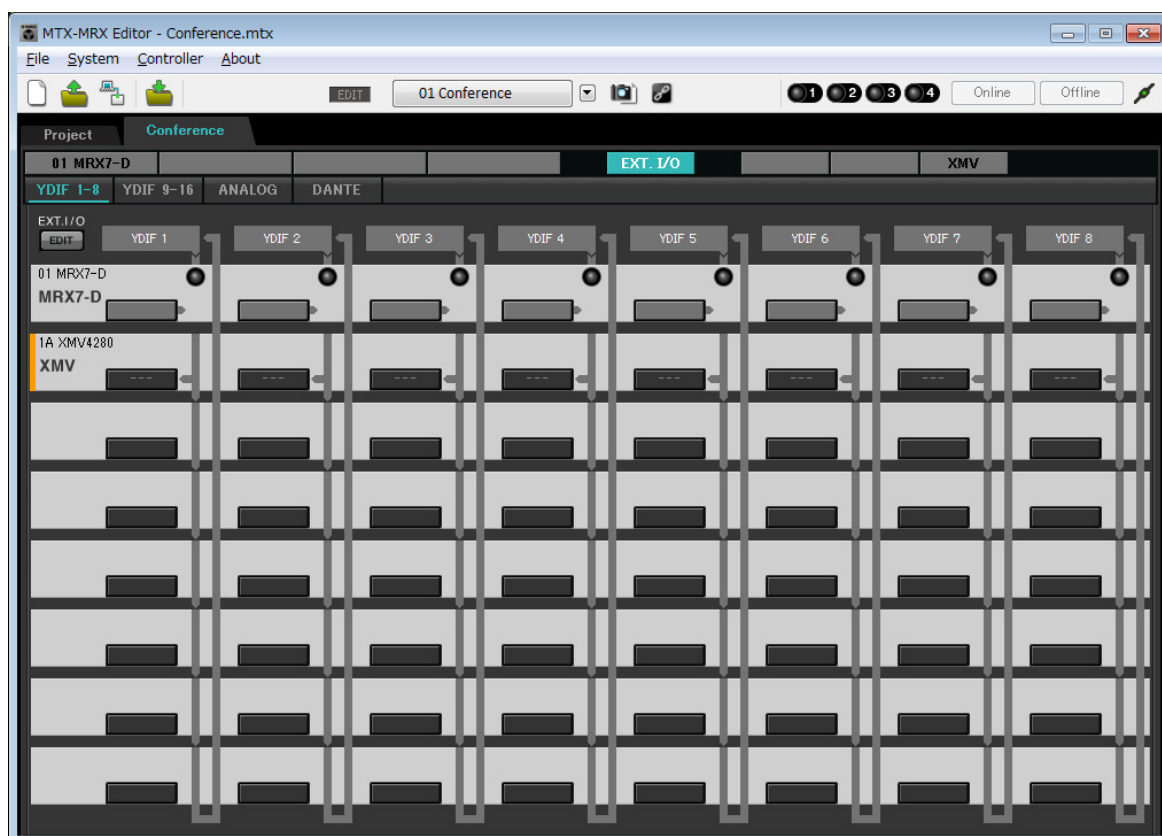 MTX-MRX Editor - Conference.mtx
File System Controller About
EDIT 01 Conference 1 2 3 4 Online Offline
Project Conference
01 MRX7-D EXT. I/O XMV
YDIF 1-8 YDIF 9-16 ANALOG DANTE
EXT.I/O
EDIT YDIF 1 YDIF 2 YDIF 3 YDIF 4 YDIF 5 YDIF 6 YDIF 7 YDIF 8
01 MRX7-D
MRX7-D
1A XMV4280
XMV
--- --- --- --- --- --- --- ---